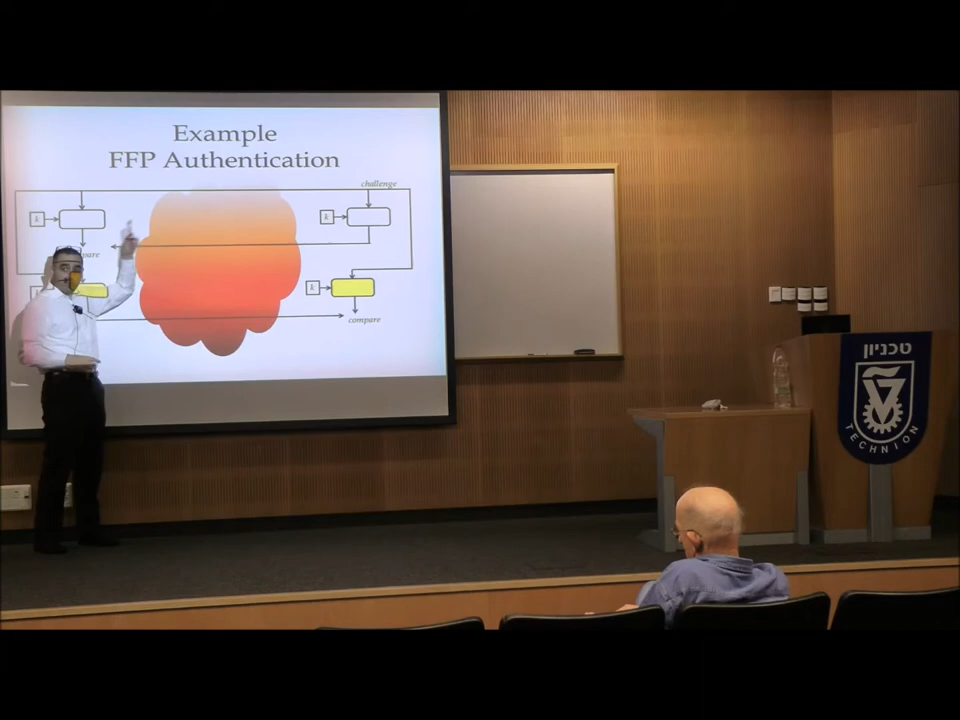 Example
FFP Authentication
challenge
k
k
k
compare
טכניון
TECHNION